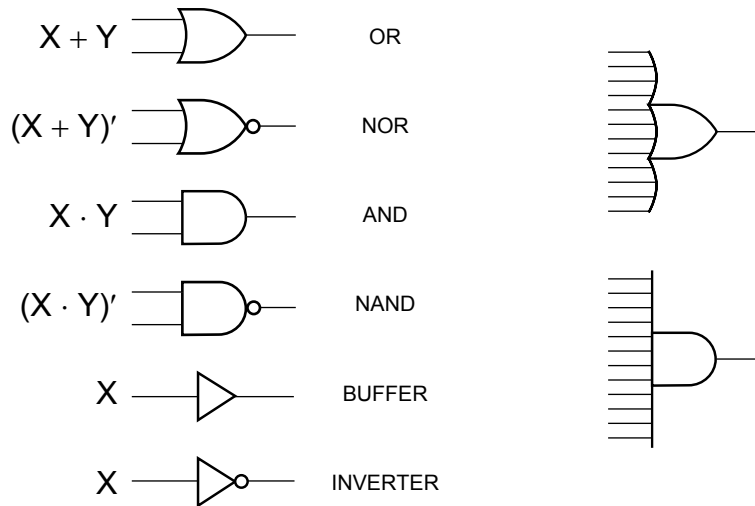 X + Y OR
(X + Y)′ NOR
X · Y AND
(X · Y)′ NAND
X BUFFER
X INVERTER